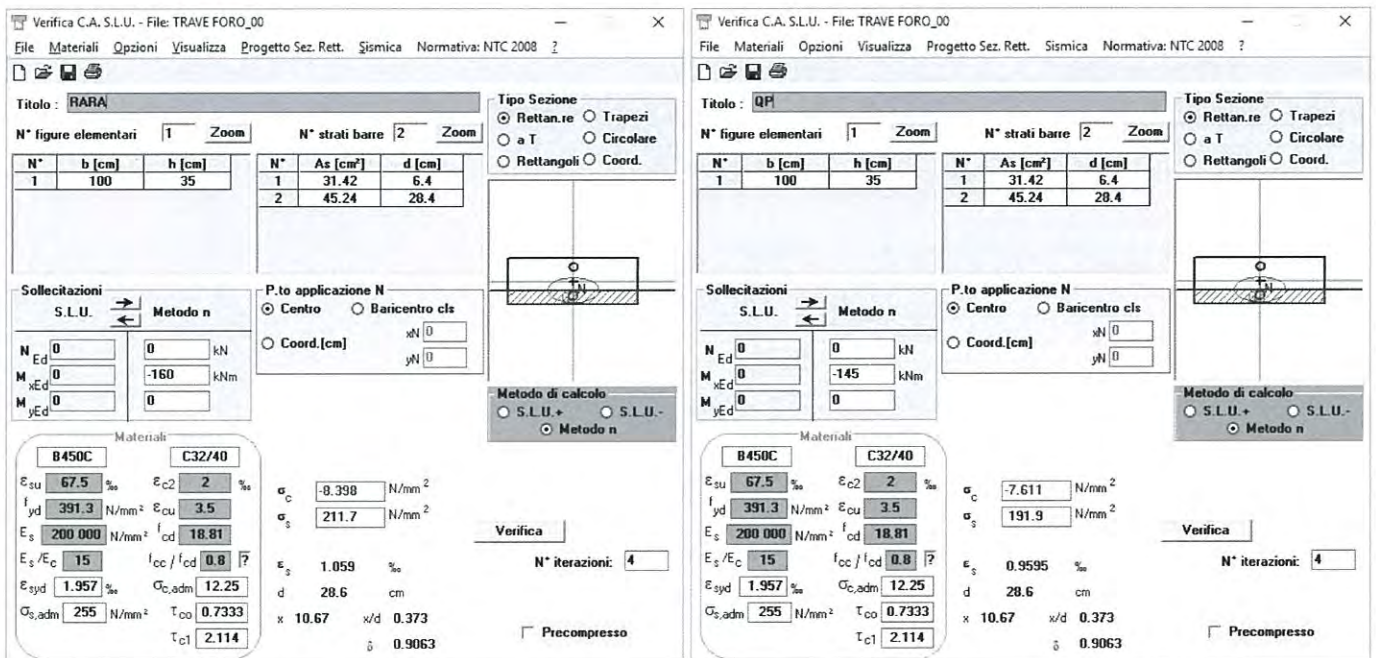 Verifica C.A. S.L.U. - File: TRAVE FORO_00
File Materiali Opzioni Visualizza Progetto Sez. Rett. Sismica Normativa: NTC 2008 ?
Titolo : RARA
Tipo Sezione
Rettan.re Trapezi
a T Circolare
Rettangoli Coord.
N° figure elementari 1 Zoom N° strati barre 2 Zoom
N° b [cm] h [cm]
1 100 35
N° As [cm²] d [cm]
1 31.42 6.4
2 45.24 28.4
N
Sollecitazioni
S.L.U. Metodo n
N Ed 0 0 kN
M xEd 0 -160 kNm
M yEd 0 0
P.to applicazione N
Centro Baricentro cls
Coord.[cm] xN 0
yN 0
Metodo di calcolo
S.L.U.+ S.L.U.-
Metodo n
Materiali
B450C C32/40
εsu 67.5 ‰ εc2 2 ‰
fyd 391.3 N/mm² εcu 3.5
Es 200 000 N/mm² fcd 18.81
Es/Ec 15 fcc/fcd 0.8 ?
εsyd 1.957 ‰ σc,adm 12.25
σs,adm 255 N/mm² τco 0.7333
τc1 2.114
σc -8.398 N/mm²
σs 211.7 N/mm²
εs 1.059 ‰
d 28.6 cm
x 10.67 x/d 0.373
δ 0.9063
Verifica
N° iterazioni: 4
Precompresso
Verifica C.A. S.L.U. - File: TRAVE FORO_00
File Materiali Opzioni Visualizza Progetto Sez. Rett. Sismica Normativa: NTC 2008 ?
Titolo : QP
Tipo Sezione
Rettan.re Trapezi
a T Circolare
Rettangoli Coord.
N° figure elementari 1 Zoom N° strati barre 2 Zoom
N° b [cm] h [cm]
1 100 35
N° As [cm²] d [cm]
1 31.42 6.4
2 45.24 28.4
N
Sollecitazioni
S.L.U. Metodo n
N Ed 0 0 kN
M xEd 0 -145 kNm
M yEd 0 0
P.to applicazione N
Centro Baricentro cls
Coord.[cm] xN 0
yN 0
Metodo di calcolo
S.L.U.+ S.L.U.-
Metodo n
Materiali
B450C C32/40
εsu 67.5 ‰ εc2 2 ‰
fyd 391.3 N/mm² εcu 3.5
Es 200 000 N/mm² fcd 18.81
Es/Ec 15 fcc/fcd 0.8 ?
εsyd 1.957 ‰ σc,adm 12.25
σs,adm 255 N/mm² τco 0.7333
τc1 2.114
σc -7.611 N/mm²
σs 191.9 N/mm²
εs 0.9595 ‰
d 28.6 cm
x 10.67 x/d 0.373
δ 0.9063
Verifica
N° iterazioni: 4
Precompresso